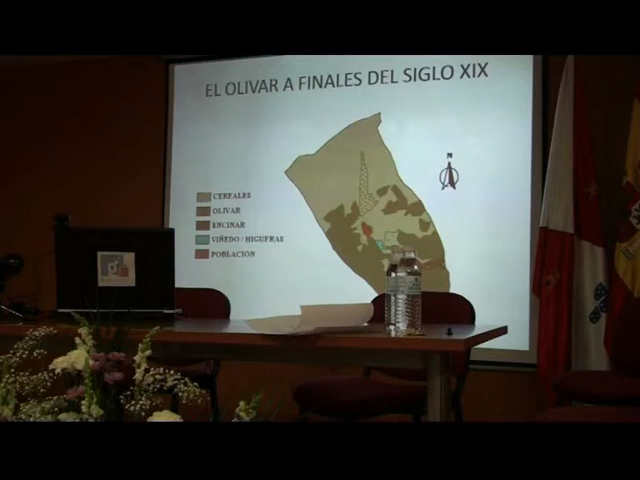 EL OLIVAR A FINALES DEL SIGLO XIX
N
CEREALES
OLIVAR
ENCINAR
VIÑEDO / HIGUERAS
POBLACIÓN